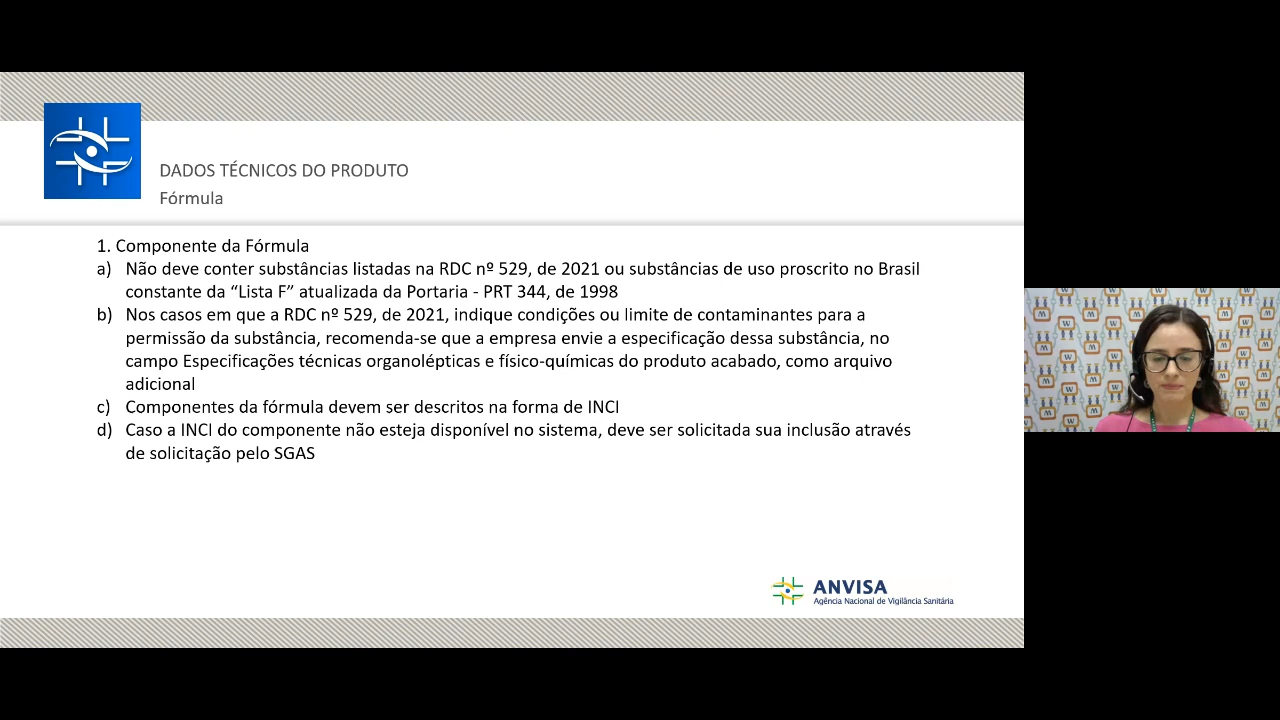 DADOS TÉCNICOS DO PRODUTO
Fórmula
1. Componente da Fórmula
a) Não deve conter substâncias listadas na RDC nº 529, de 2021 ou substâncias de uso proscrito no Brasil
constante da “Lista F” atualizada da Portaria - PRT 344, de 1998
b) Nos casos em que a RDC nº 529, de 2021, indique condições ou limite de contaminantes para a
permissão da substância, recomenda-se que a empresa envie a especificação dessa substância, no
campo Especificações técnicas organolépticas e físico-químicas do produto acabado, como arquivo
adicional
c) Componentes da fórmula devem ser descritos na forma de INCI
d) Caso a INCI do componente não esteja disponível no sistema, deve ser solicitada sua inclusão através
de solicitação pelo SGAS
ANVISA
Agência Nacional de Vigilância Sanitária